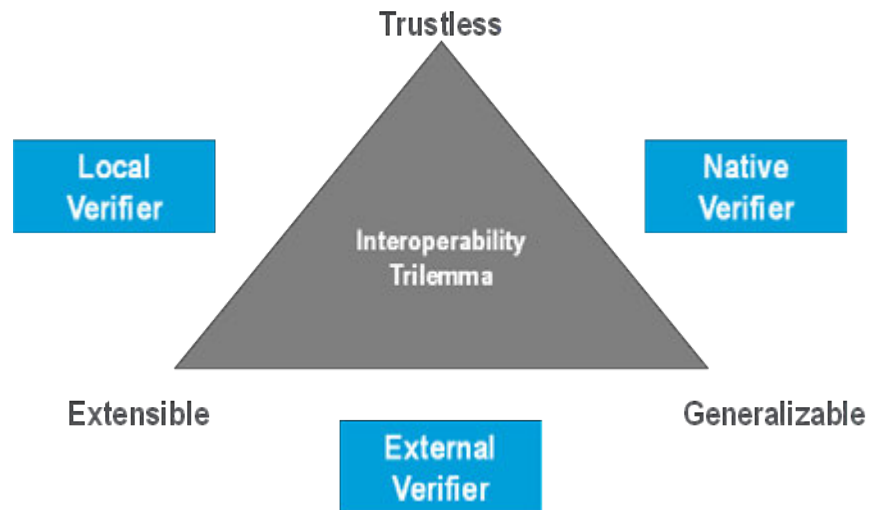 Trustless
Local
Verifier
Native
Verifier
Interoperability
Trilemma
Extensible
Generalizable
External
Verifier